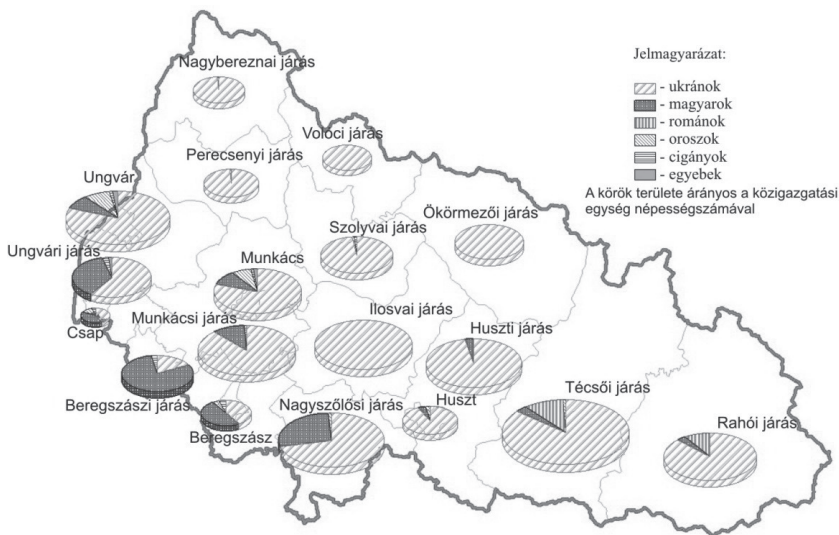 Jelmagyarázat:
- ukránok
- magyarok
- románok
- oroszok
- cigányok
- egyebek
A körök területe árányos a közigazgatási
egység népességszámával
Nagybereznai járás
Volóci járás
Perecsenyi járás
Ungvár
Ökörmezői járás
Szolyvai járás
Ungvári járás
Munkács
Ilosvai járás
Munkácsi járás
Csap
Huszti járás
Técsői járás
Beregszászi járás
Nagyszőlősi járás
Huszt
Rahói járás
Beregszász